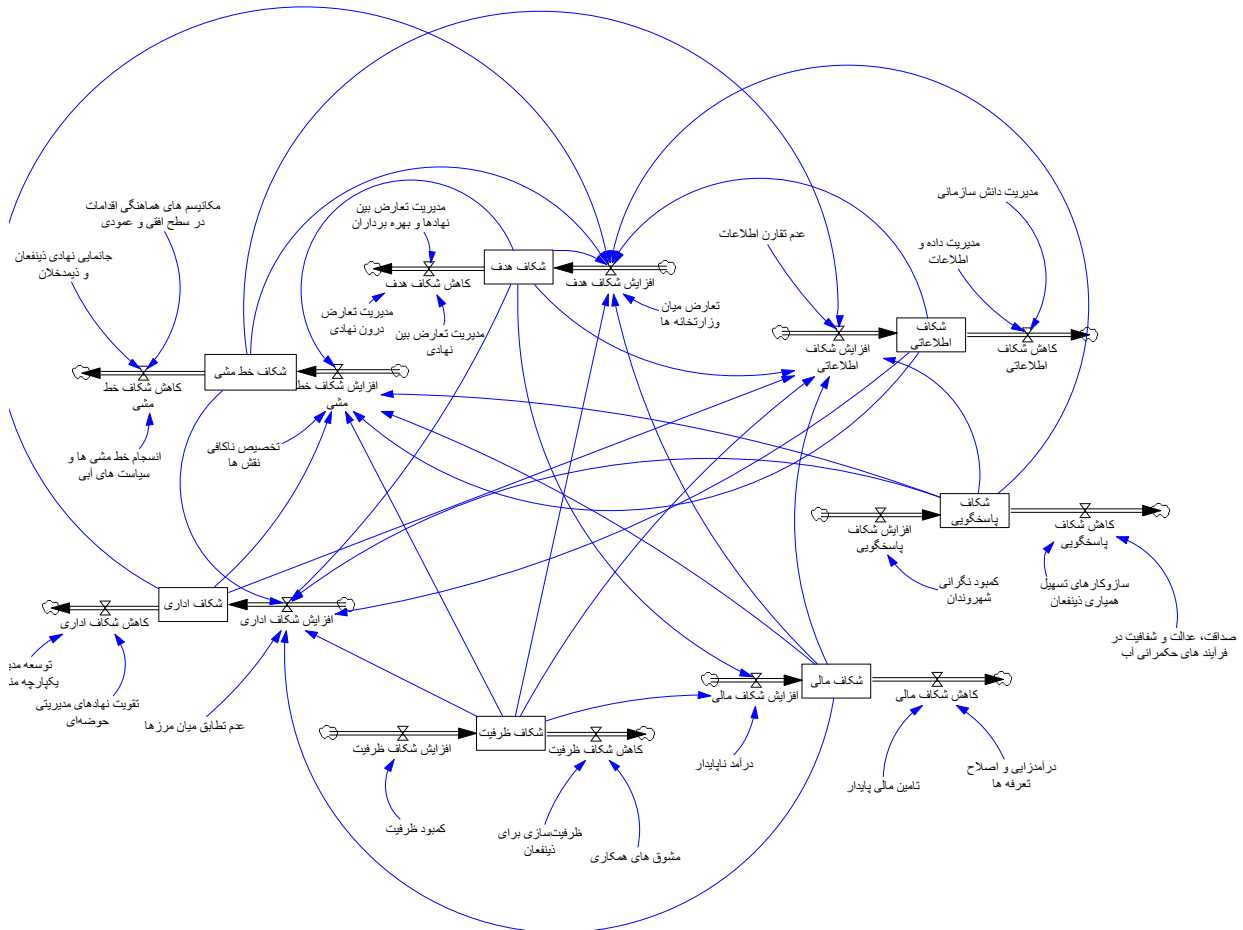 مکانیسم های هماهنگی اقدامات
در سطح افقی و عمودی
جانمایی نهادی ذینفعان
و ذیمدخلان
مدیریت تعارض بین
نهادها و بهره برداران
شکاف هدف
کاهش شکاف هدف
افزایش شکاف هدف
مدیریت تعارض
درون نهادی
مدیریت تعارض بین
نهادی
تعارض میان
وزارتخانه ها
عدم تقارن اطلاعات
مدیریت دانش سازمانی
مدیریت داده و
اطلاعات
شکاف
اطلاعاتی
افزایش شکاف
اطلاعاتی
کاهش شکاف
اطلاعاتی
شکاف خط مشی
کاهش شکاف خط
مشی
افزایش شکاف خط
مشی
انسجام خط مشی ها و
سیاست های آبی
تخصیص ناکافی
نقش ها
شکاف
پاسخگویی
افزایش شکاف
پاسخگویی
کاهش شکاف
پاسخگویی
کمبود نگرانی
شهروندان
سازوکارهای تسهیل
همیاری ذینفعان
صداقت، عدالت و شفافیت در
فرآیند های حکمرانی آب
شکاف اداری
کاهش شکاف اداری
افزایش شکاف اداری
توسعه
یکپارچه
تقویت نهادهای مدیریتی
حوضه‌ای
عدم تطابق میان مرزها
شکاف مالی
افزایش شکاف مالی
کاهش شکاف مالی
درآمد ناپایدار
تامین مالی پایدار
درآمدزایی و اصلاح
تعرفه ها
شکاف ظرفیت
افزایش شکاف ظرفیت
کاهش شکاف ظرفیت
کمبود ظرفیت
ظرفیت‌سازی برای
ذینفعان
مشوق های همکاری